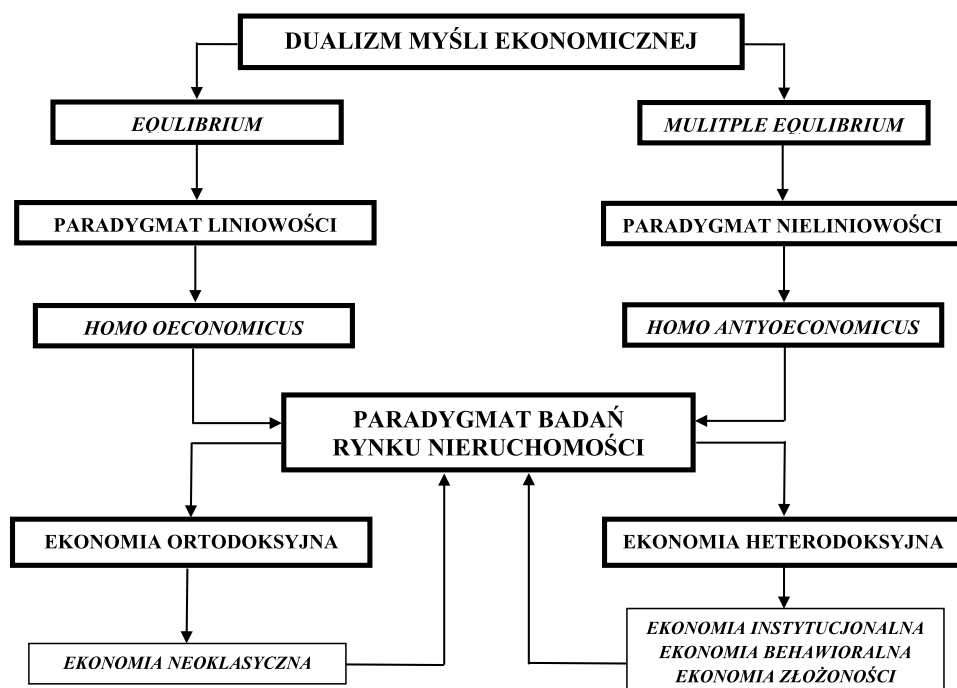 DUALIZM MYŚLI EKONOMICZNEJ
EQULIBRIUM
MULITPLE EQULIBRIUM
PARADYGMAT LINIOWOŚCI
PARADYGMAT NIELINIOWOŚCI
HOMO OECONOMICUS
HOMO ANTYOECONOMICUS
PARADYGMAT BADAŃ
RYNKU NIERUCHOMOŚCI
EKONOMIA ORTODOKSYJNA
EKONOMIA HETERODOKSYJNA
EKONOMIA NEOKLASYCZNA
EKONOMIA INSTYTUCJONALNA
EKONOMIA BEHAWIORALNA
EKONOMIA ZŁOŻONOŚCI